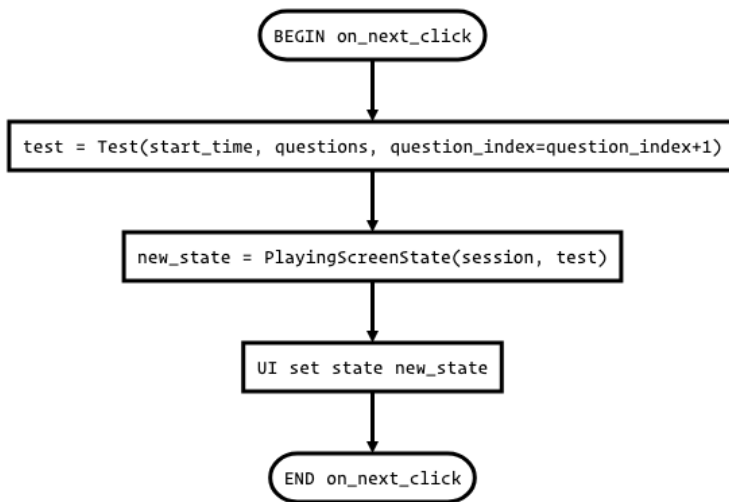 BEGIN on_next_click
test = Test(start_time, questions, question_index=question_index+1)
new_state = PlayingScreenState(session, test)
UI set state new_state
END on_next_click